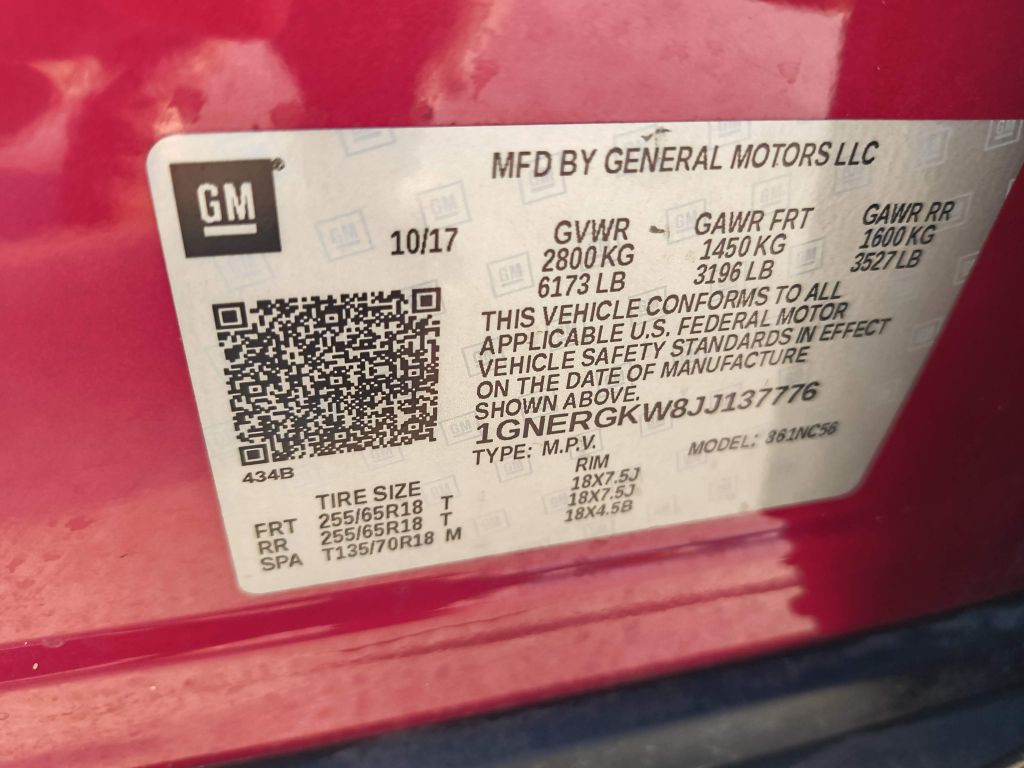 GM
MFD BY GENERAL MOTORS LLC
10/17
GVWR GAWR FRT GAWR RR
2800 KG 1450 KG 1600 KG
6173 LB 3196 LB 3527 LB
THIS VEHICLE CONFORMS TO ALL
APPLICABLE U.S. FEDERAL MOTOR
VEHICLE SAFETY STANDARDS IN EFFECT
ON THE DATE OF MANUFACTURE
SHOWN ABOVE.
1GNERGKW8JJ137776
TYPE: M.P.V. MODEL: 361NC56
434B
TIRE SIZE RIM
FRT 255/65R18 T 18X7.5J
RR 255/65R18 T 18X7.5J
SPA T135/70R18 M 18X4.5B